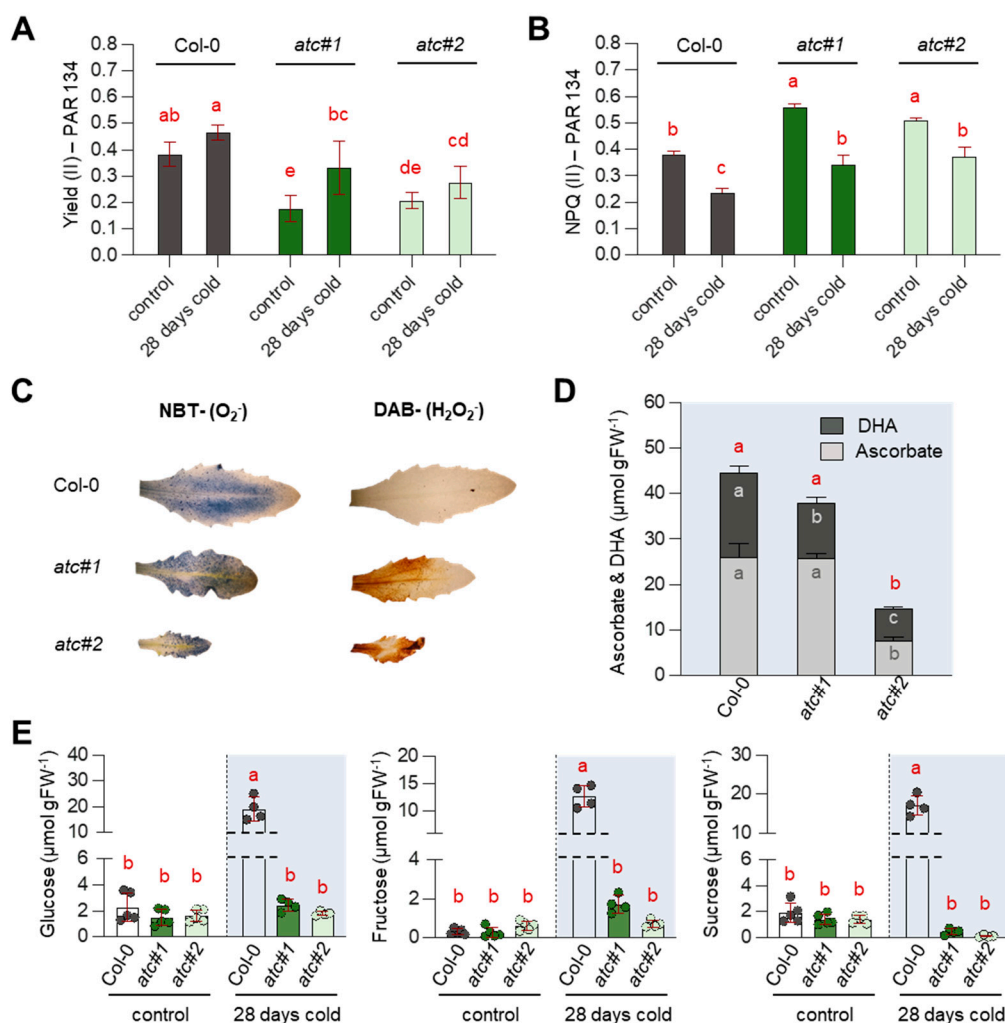 A
Yield (II) – PAR 134
0.8
0.7
0.6
0.5
0.4
0.3
0.2
0.1
0.0
Col-0
atc#1
atc#2
ab
a
e
bc
de
cd
control
28 days cold
control
28 days cold
control
28 days cold
B
NPQ (II) – PAR 134
0.8
0.7
0.6
0.5
0.4
0.3
0.2
0.1
0.0
Col-0
atc#1
atc#2
b
c
a
b
a
b
control
28 days cold
control
28 days cold
control
28 days cold
C
NBT- (O₂⁻)
DAB- (H₂O₂⁻)
Col-0
atc#1
atc#2
D
Ascorbate & DHA (µmol gFW⁻¹)
60
50
40
30
20
10
0
DHA
Ascorbate
a
a
a
a
b
a
b
c
b
Col-0
atc#1
atc#2
E
Glucose (µmol gFW⁻¹)
40
30
20
10
6
4
2
0
b
b
b
a
b
b
Col-0
atc#1
atc#2
Col-0
atc#1
atc#2
control
28 days cold
Fructose (µmol gFW⁻¹)
20
15
10
5
4
2
0
b
b
b
a
b
b
Col-0
atc#1
atc#2
Col-0
atc#1
atc#2
control
28 days cold
Sucrose (µmol gFW⁻¹)
30
20
10
6
4
2
0
b
b
b
a
b
b
Col-0
atc#1
atc#2
Col-0
atc#1
atc#2
control
28 days cold